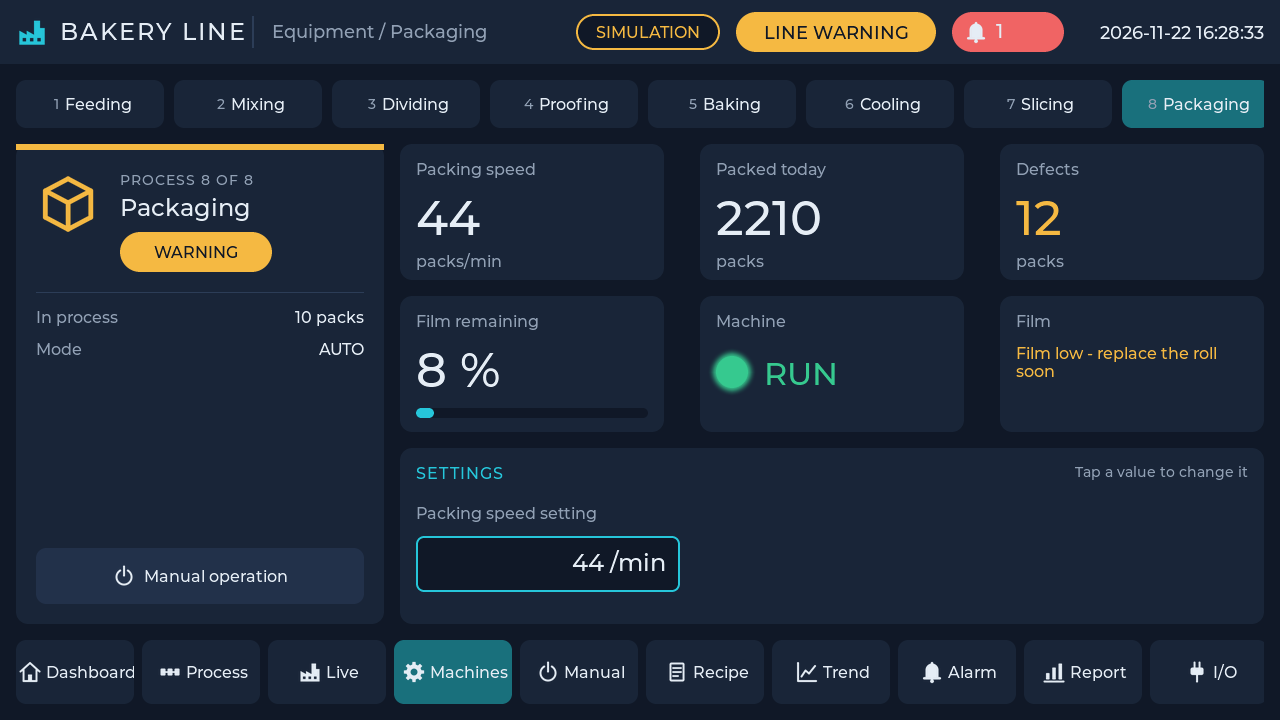 BAKERY LINE
Equipment / Packaging
SIMULATION
LINE WARNING
1
2026-11-22 16:28:33
1 Feeding
2 Mixing
3 Dividing
4 Proofing
5 Baking
6 Cooling
7 Slicing
8 Packaging
PROCESS 8 OF 8
Packaging
WARNING
In process 10 packs
Mode AUTO
Manual operation
Packing speed
44
packs/min
Packed today
2210
packs
Defects
12
packs
Film remaining
8 %
Machine
RUN
Film
Film low - replace the roll
soon
SETTINGS
Tap a value to change it
Packing speed setting
44 /min
Dashboard
Process
Live
Machines
Manual
Recipe
Trend
Alarm
Report
I/O